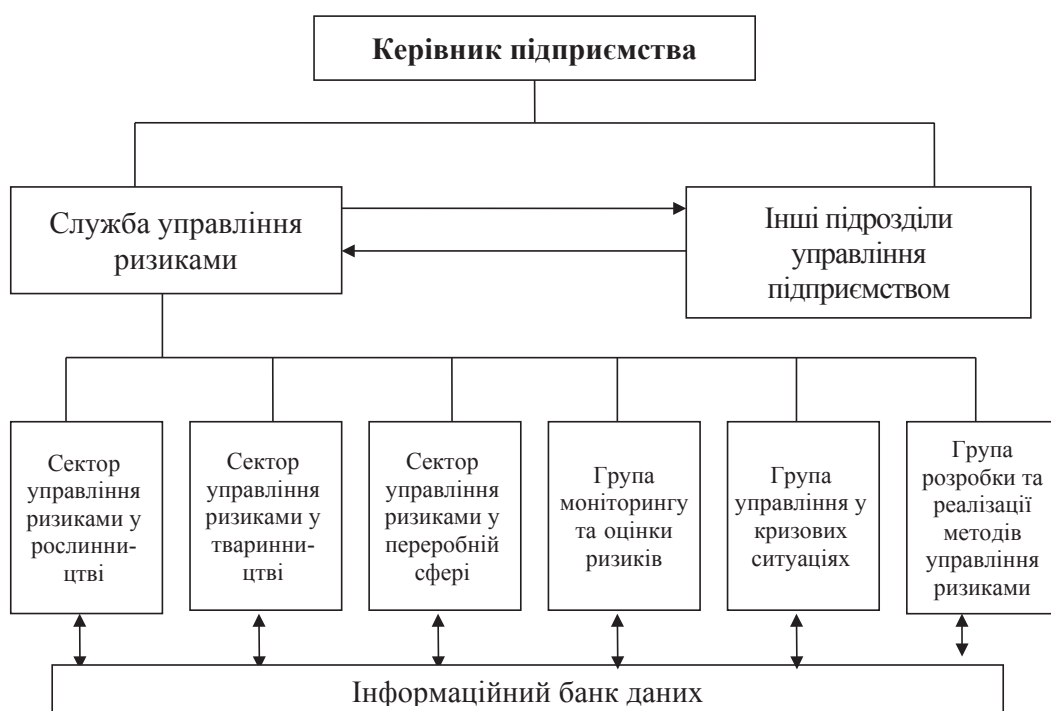 Керівник підприємства
Служба управління
ризиками
Інші підрозділи
управління
підприємством
Сектор
управління
ризиками у
рослинни-
цтві
Сектор
управління
ризиками у
тваринни-
цтві
Сектор
управління
ризиками у
переробній
сфері
Група
моніторингу
та оцінки
ризиків
Група
управління у
кризових
ситуаціях
Група
розробки та
реалізації
методів
управління
ризиками
Інформаційний банк даних